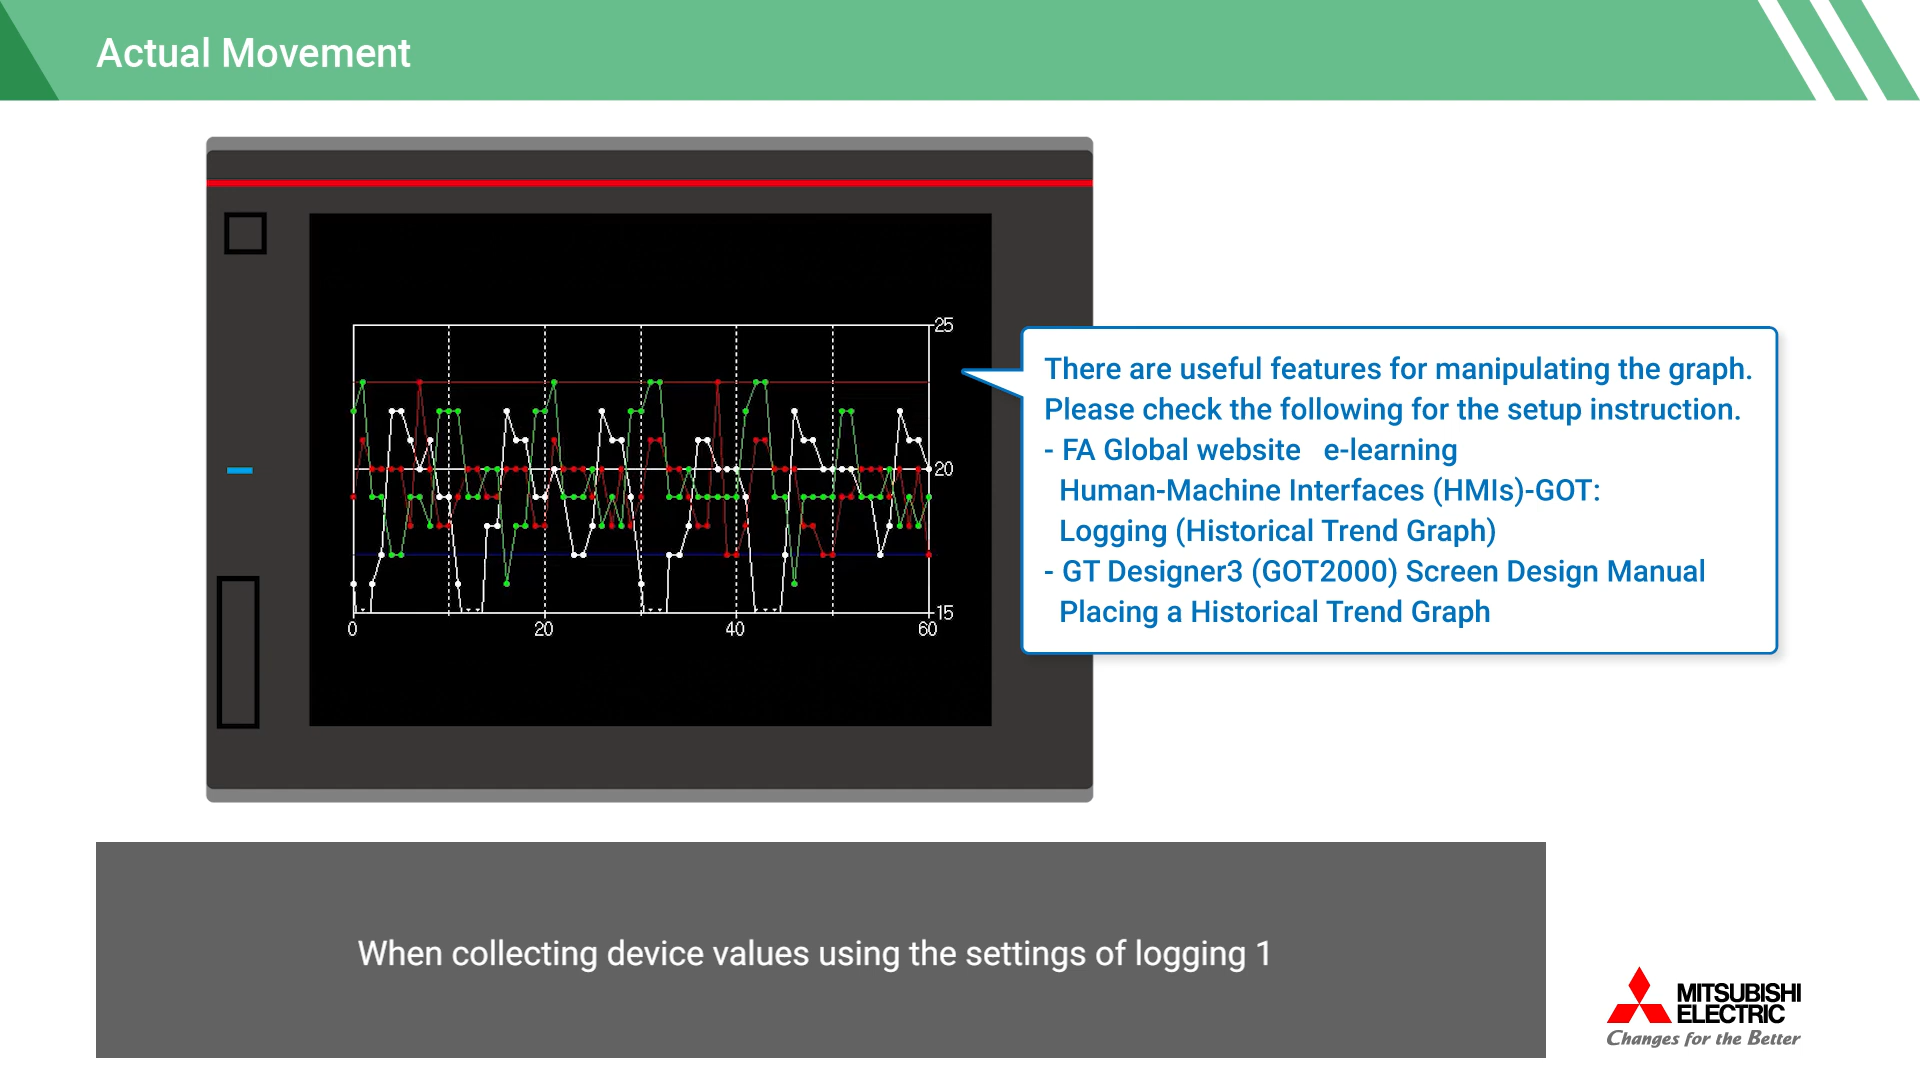 Actual Movement
25
20
15
0 20 40 60
There are useful features for manipulating the graph.
Please check the following for the setup instruction.
- FA Global website e-learning
Human-Machine Interfaces (HMIs)-GOT:
Logging (Historical Trend Graph)
- GT Designer3 (GOT2000) Screen Design Manual
Placing a Historical Trend Graph
When collecting device values using the settings of logging 1
MITSUBISHI
ELECTRIC
Changes for the Better